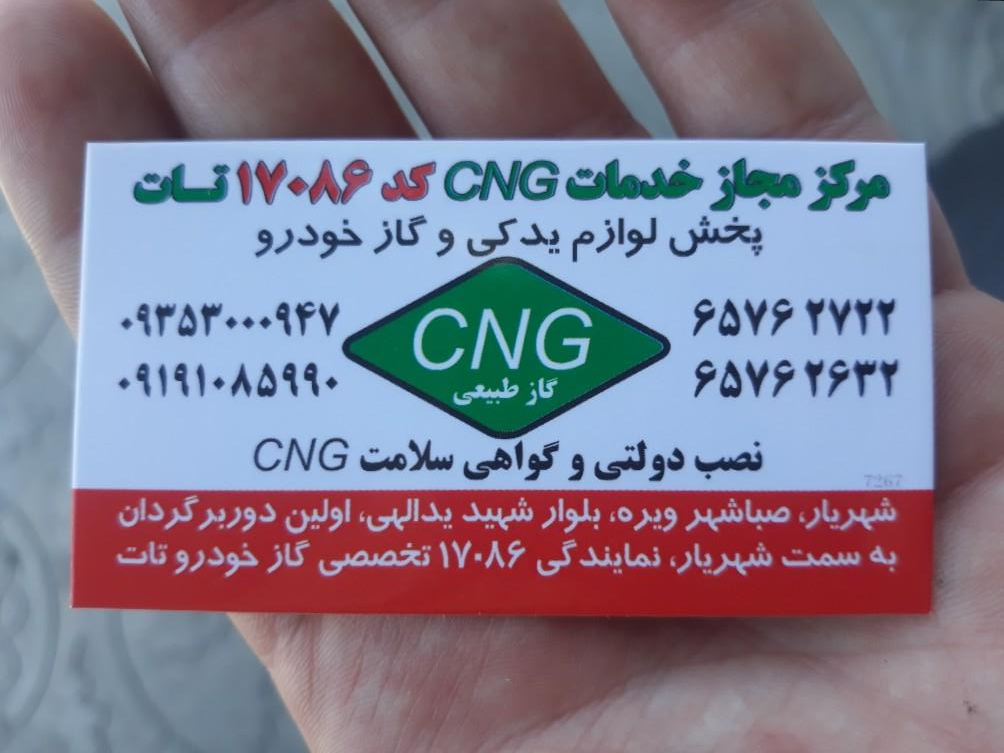 مرکز مجاز خدمات CNG کد ۱۷۰۸۶ تات
پخش لوازم یدکی و گاز خودرو
۶۵۷۶۲۷۲۲
۶۵۷۶۲۶۳۲
CNG
گاز طبیعی
۰۹۳۵۳۰۰۰۹۴۷
۰۹۱۹۱۰۸۵۹۹۰
نصب دولتی و گواهی سلامت CNG
7267
شهریار، صباشهر ویره، بلوار شهید یدالهی، اولین دوربرگردان
به سمت شهریار، نمایندگی ۱۷۰۸۶ تخصصی گاز خودرو تات